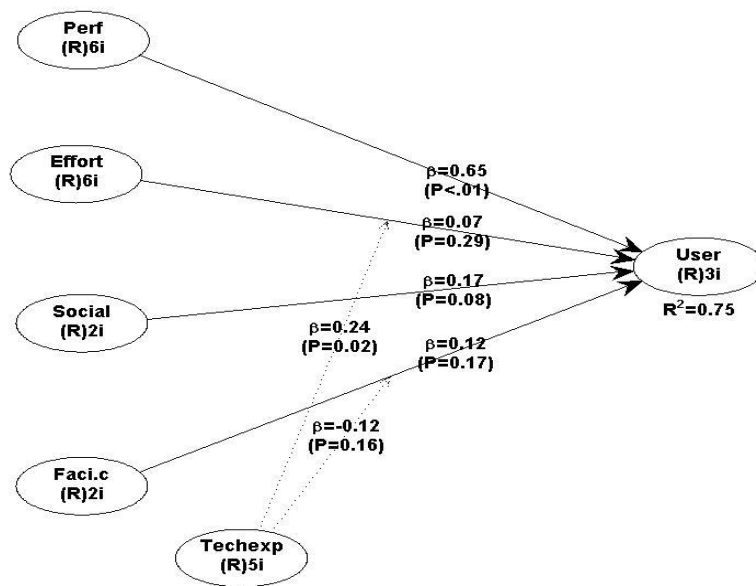 Perf
(R)6i
Effort
(R)6i
β=0.65
(P<.01)
β=0.07
(P=0.29)
User
(R)3i
R²=0.75
Social
(R)2i
β=0.17
(P=0.08)
β=0.24
(P=0.02)
β=0.12
(P=0.17)
β=-0.12
(P=0.16)
Faci.c
(R)2i
Techexp
(R)5i